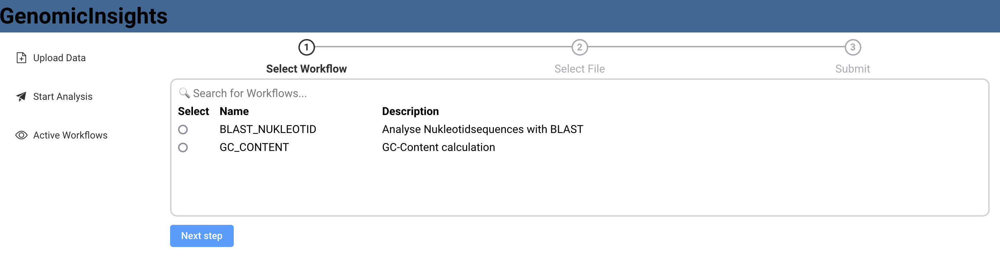 GenomicInsights
Upload Data
Start Analysis
Active Workflows
1
2
3
Select Workflow
Select File
Submit
Search for Workflows...
Select Name Description
BLAST_NUKLEOTID Analyse Nukleotidsequences with BLAST
GC_CONTENT GC-Content calculation
Next step